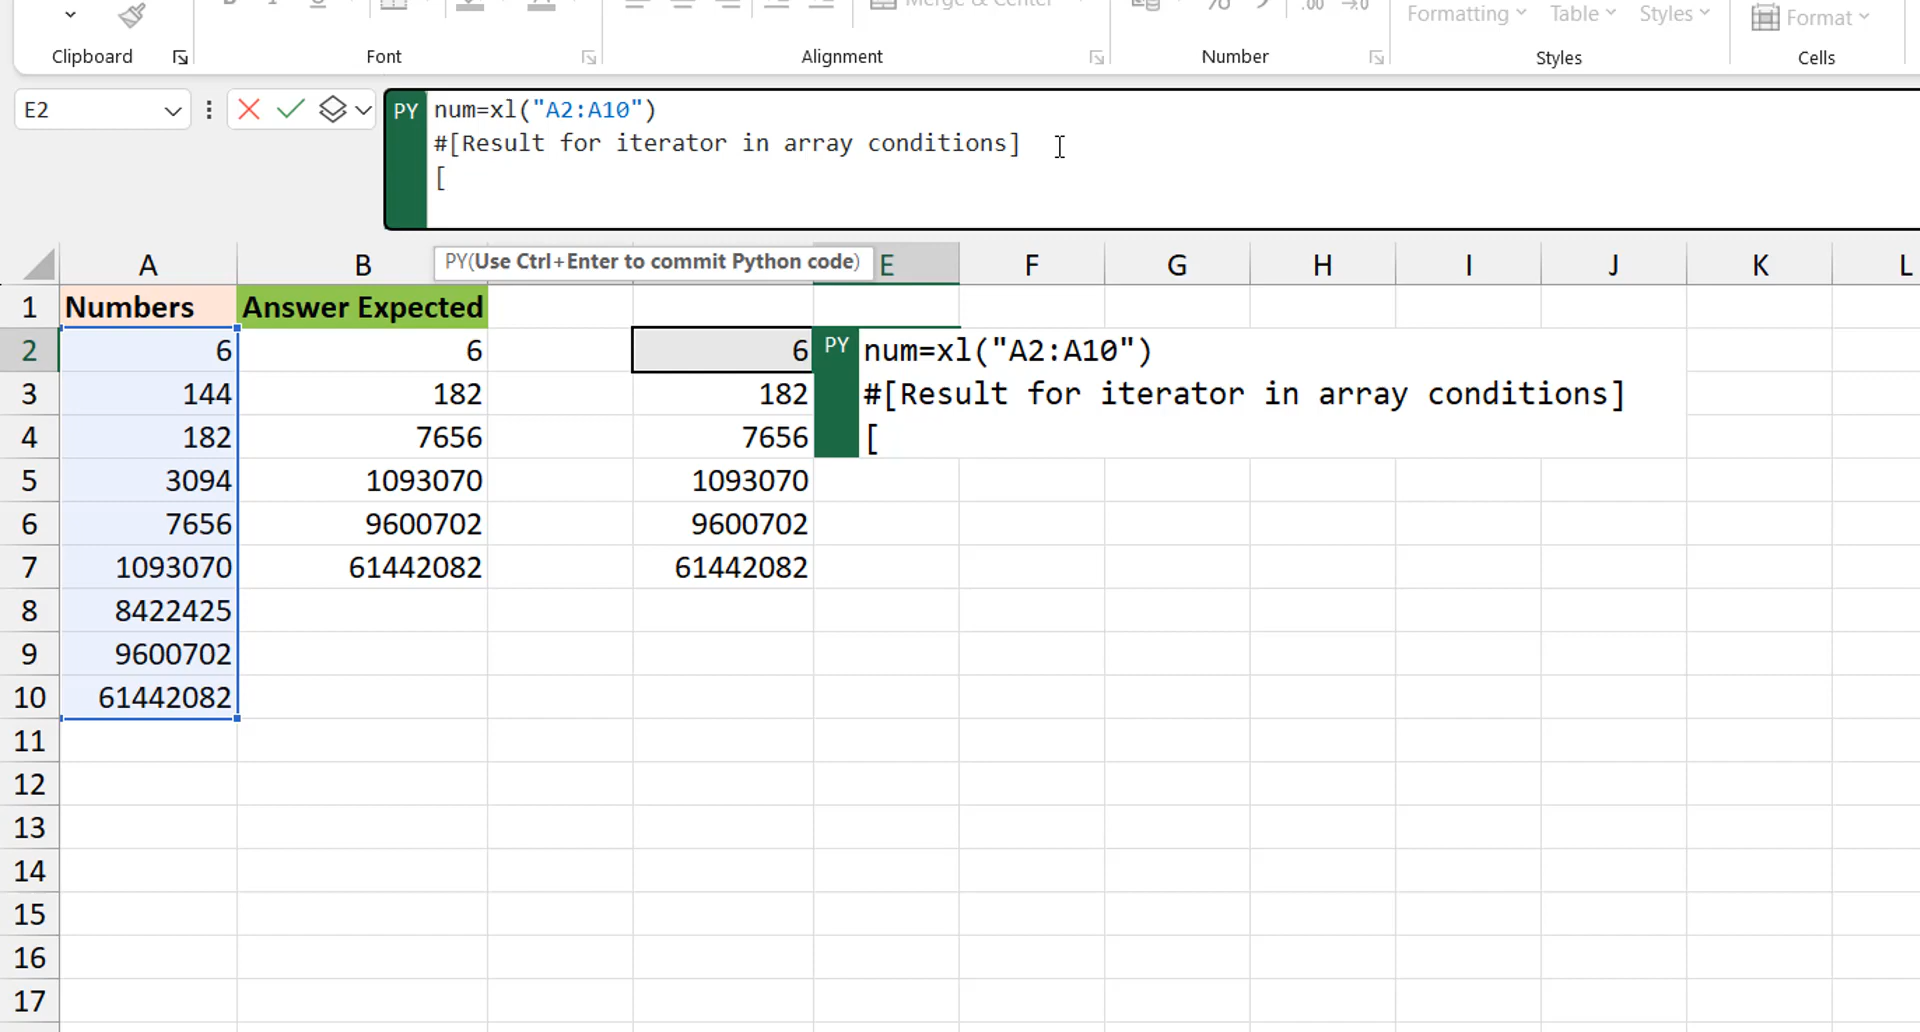 Merge & Center
.00
Formatting
Table
Styles
Format
Clipboard
Font
Alignment
Number
Styles
Cells
E2
PY
num=xl("A2:A10")
#[Result for iterator in array conditions]
[
PY(Use Ctrl+Enter to commit Python code)
A B E F G H I J K L
1 Numbers Answer Expected
2 6 6 6 PY num=xl("A2:A10")
3 144 182 182 #[Result for iterator in array conditions]
4 182 7656 7656 [
5 3094 1093070 1093070
6 7656 9600702 9600702
7 1093070 61442082 61442082
8 8422425
9 9600702
10 61442082
11
12
13
14
15
16
17